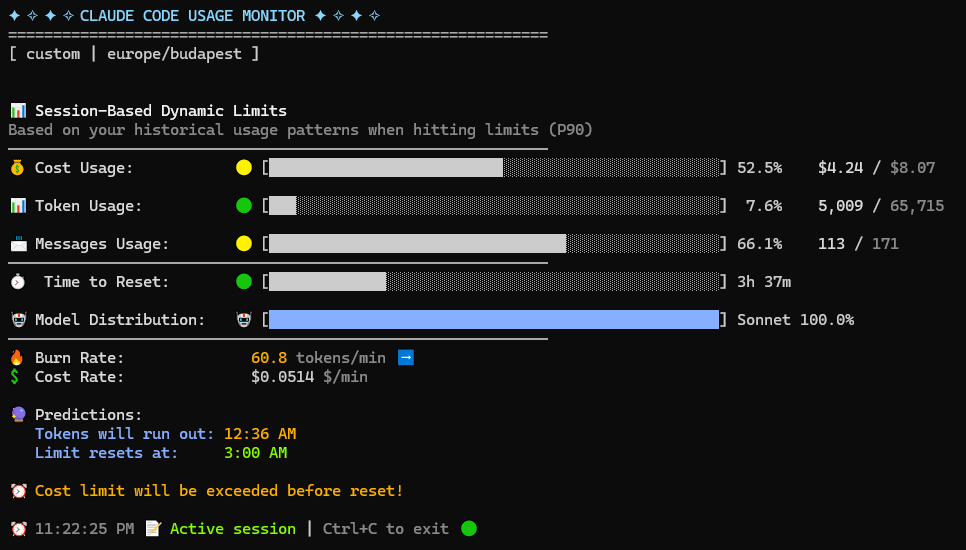 ✦ ✧ ✦ ✧ CLAUDE CODE USAGE MONITOR ✦ ✧ ✦ ✧
============================================================
[ custom | europe/budapest ]
📊 Session-Based Dynamic Limits
Based on your historical usage patterns when hitting limits (P90)
💰 Cost Usage: 🟡 [ ] 52.5% $4.24 / $8.07
📊 Token Usage: 🟢 [ ] 7.6% 5,009 / 65,715
📨 Messages Usage: 🟡 [ ] 66.1% 113 / 171
⏱️ Time to Reset: 🟢 [ ] 3h 37m
🤖 Model Distribution: 🤖 [ ] Sonnet 100.0%
🔥 Burn Rate: 60.8 tokens/min ➡️
💲 Cost Rate: $0.0514 $/min
🔮 Predictions:
Tokens will run out: 12:36 AM
Limit resets at: 3:00 AM
⏰ Cost limit will be exceeded before reset!
⏰ 11:22:25 PM 📝 Active session | Ctrl+C to exit 🟢